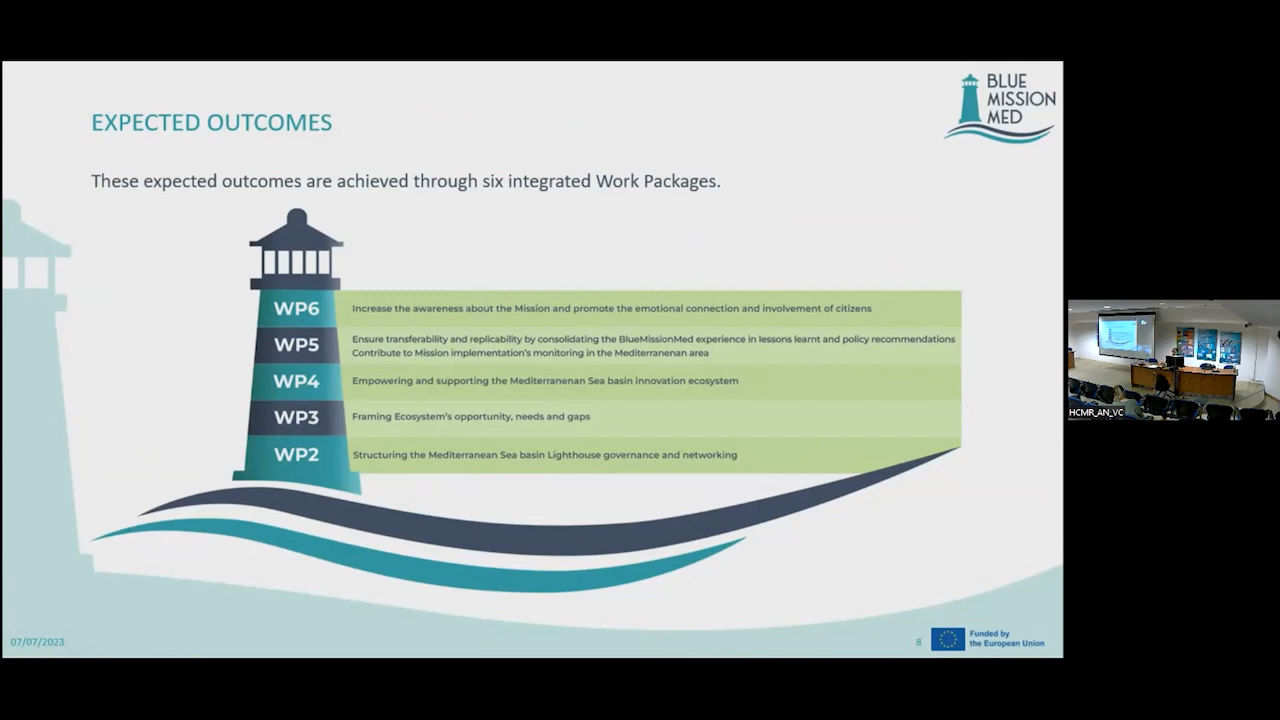 BLUE
MISSION
MED
EXPECTED OUTCOMES
These expected outcomes are achieved through six integrated Work Packages.
WP6 Increase the awareness about the Mission and promote the emotional connection and involvement of citizens
WP5 Ensure transferability and replicability by consolidating the BlueMissionMed experience in lessons learnt and policy recommendations
Contribute to Mission implementation's monitoring in the Mediterranenan area
WP4 Empowering and supporting the Mediterranenan Sea basin innovation ecosystem
WP3 Framing Ecosystem's opportunity, needs and gaps
WP2 Structuring the Mediterranean Sea basin Lighthouse governance and networking
07/07/2023
8
Funded by
the European Union
HCMR_AN_VC